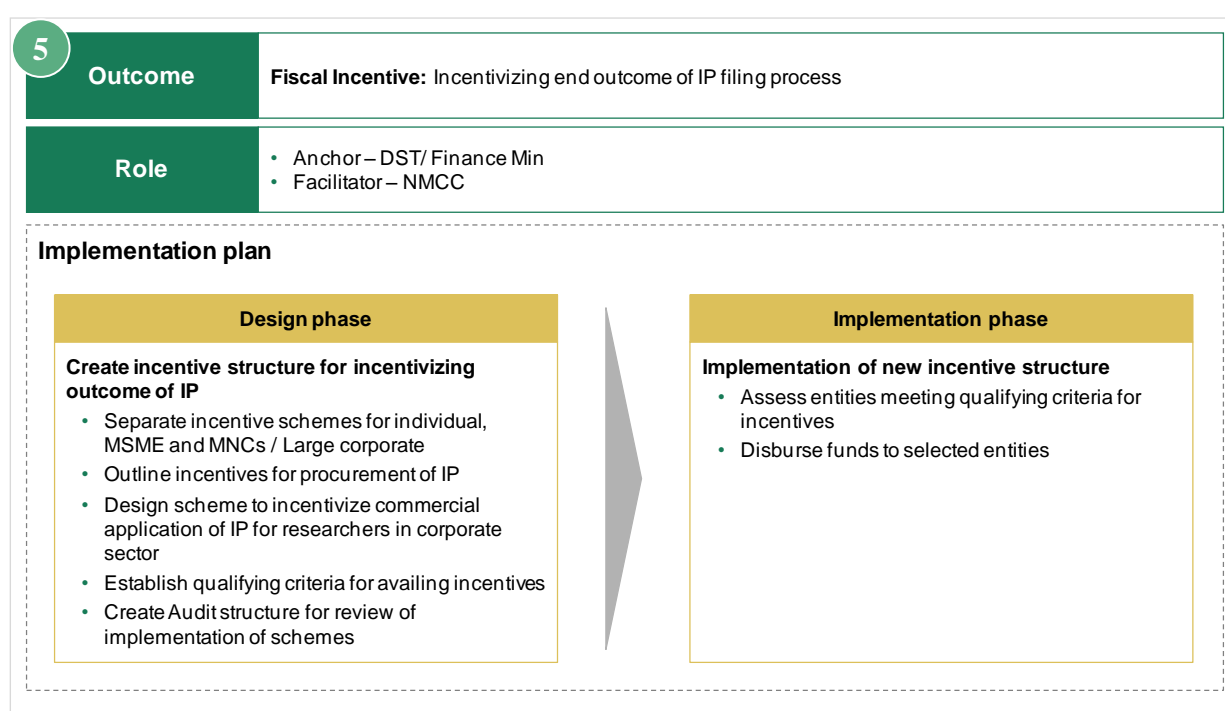 5
Outcome
Fiscal Incentive: Incentivizing end outcome of IP filing process
Role
• Anchor – DST/ Finance Min
• Facilitator – NMCC
Implementation plan
Design phase
Create incentive structure for incentivizing
outcome of IP
• Separate incentive schemes for individual,
MSME and MNCs / Large corporate
• Outline incentives for procurement of IP
• Design scheme to incentivize commercial
application of IP for researchers in corporate
sector
• Establish qualifying criteria for availing incentives
• Create Audit structure for review of
implementation of schemes
Implementation phase
Implementation of new incentive structure
• Assess entities meeting qualifying criteria for
incentives
• Disburse funds to selected entities